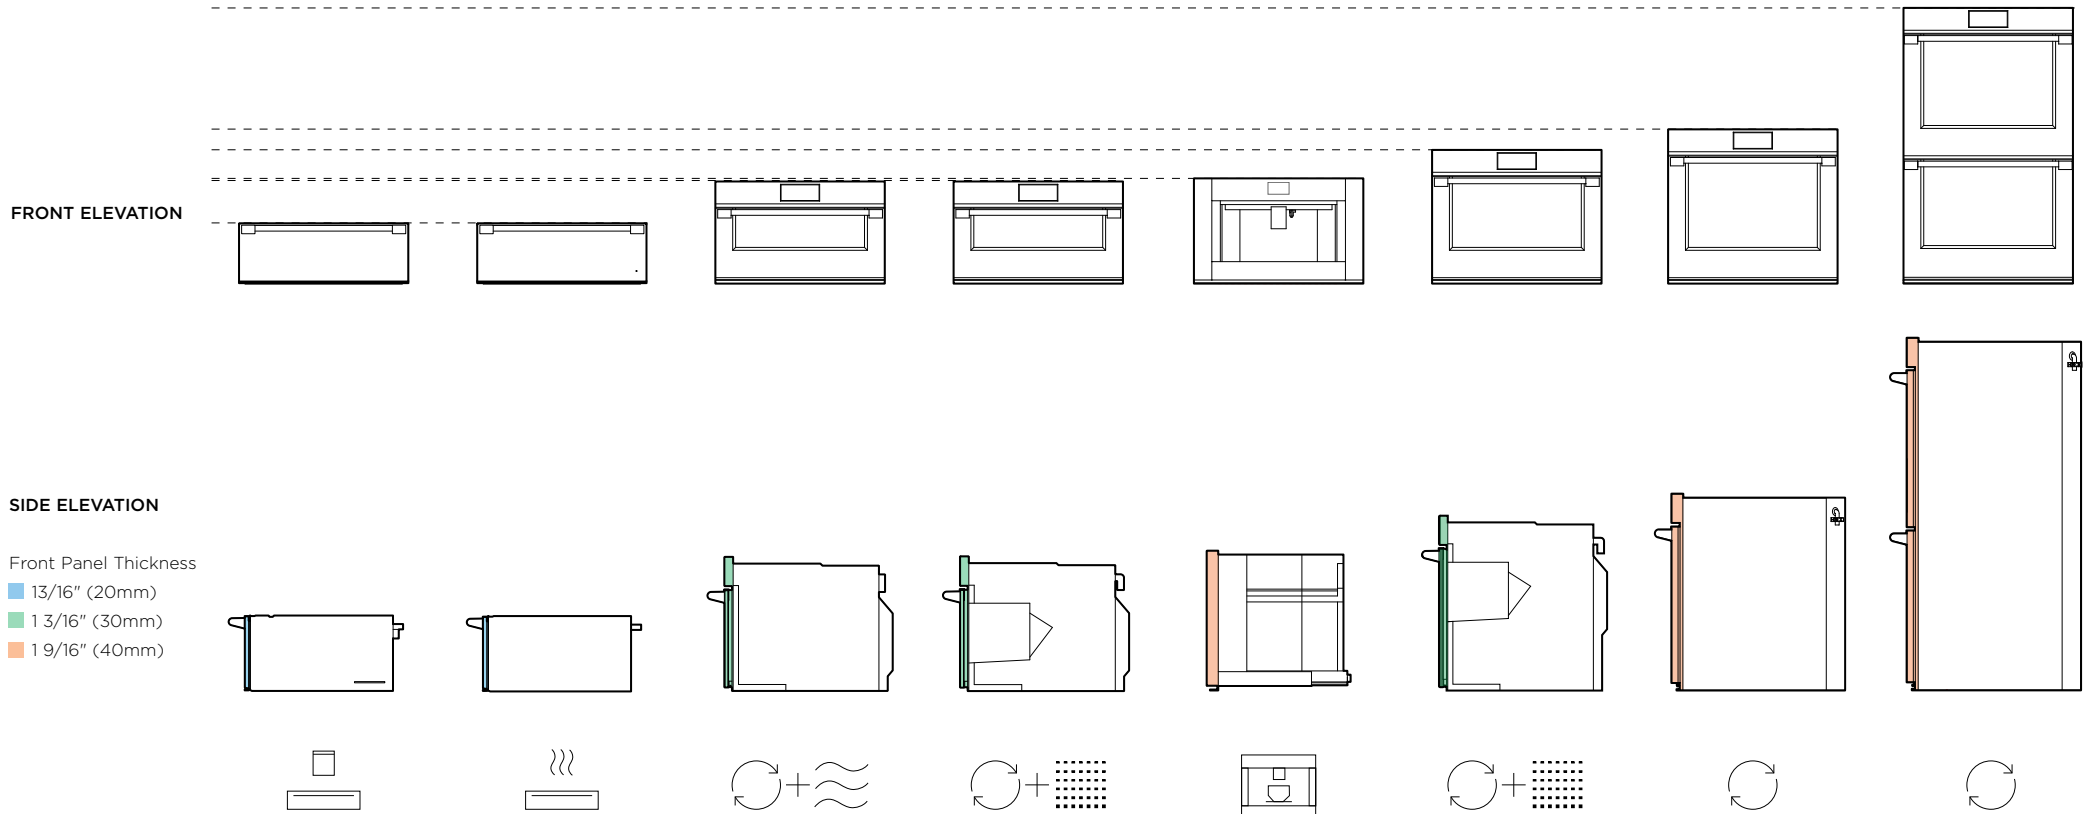 FRONT ELEVATION
SIDE ELEVATION
Front Panel Thickness
13/16" (20mm)
1 3/16" (30mm)
1 9/16" (40mm)